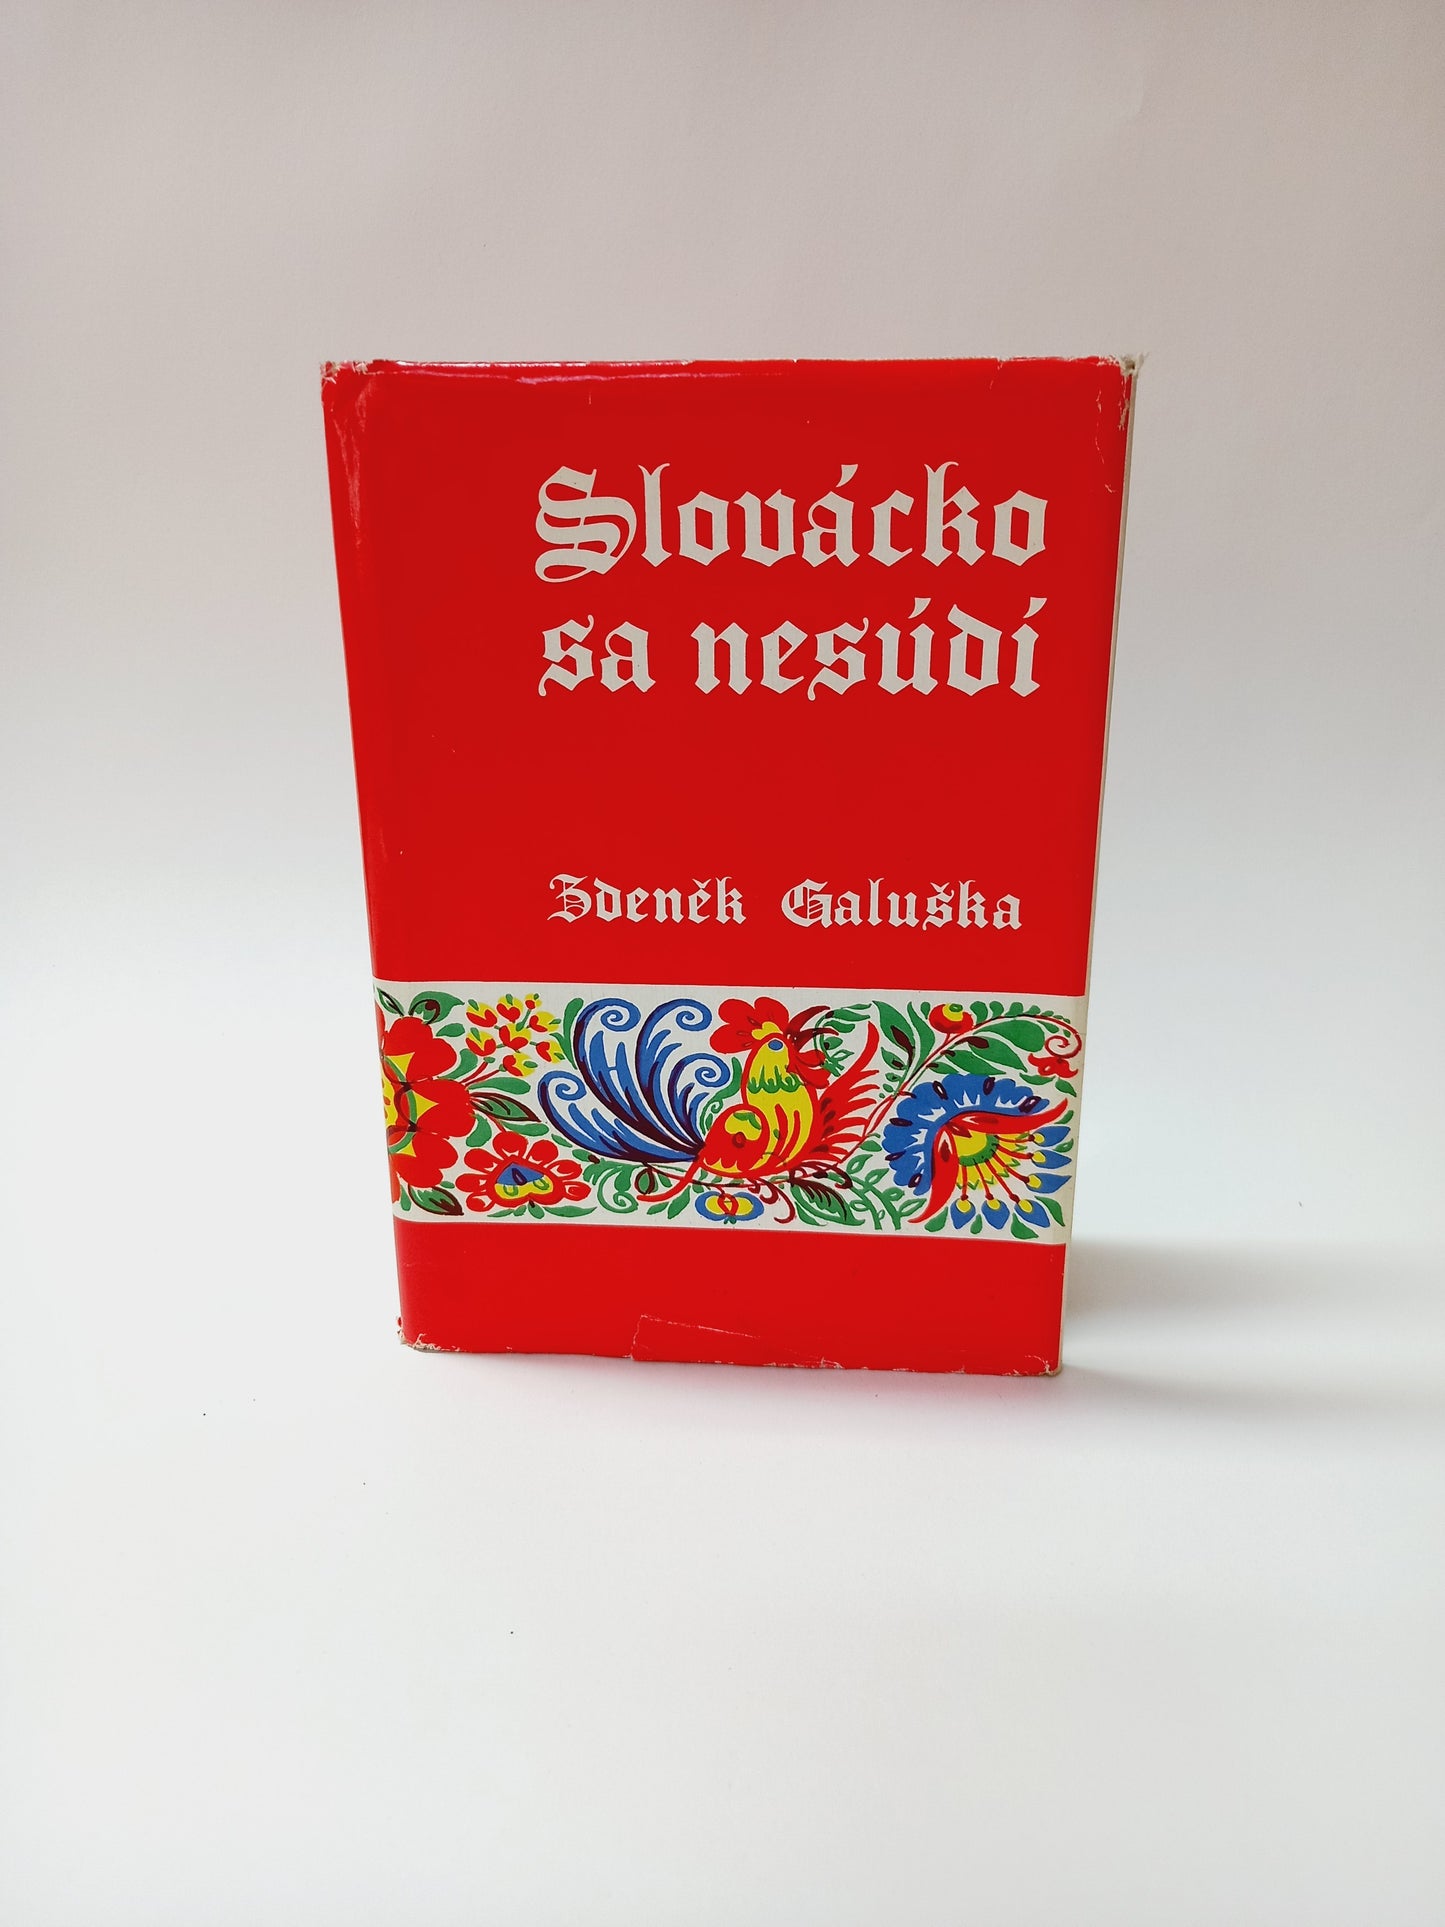 Slovácko
sa nesúdí
Zdeněk Galuška